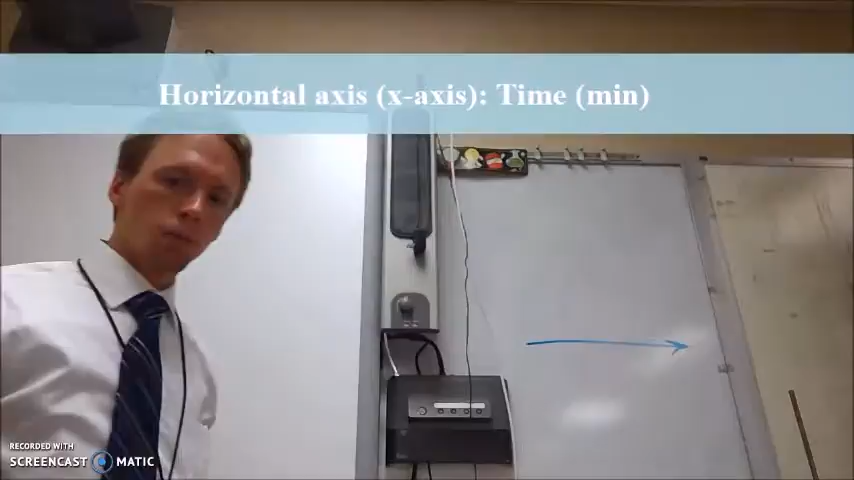 Horizontal axis (x-axis): Time (min)
RECORDED WITH
SCREENCAST MATIC